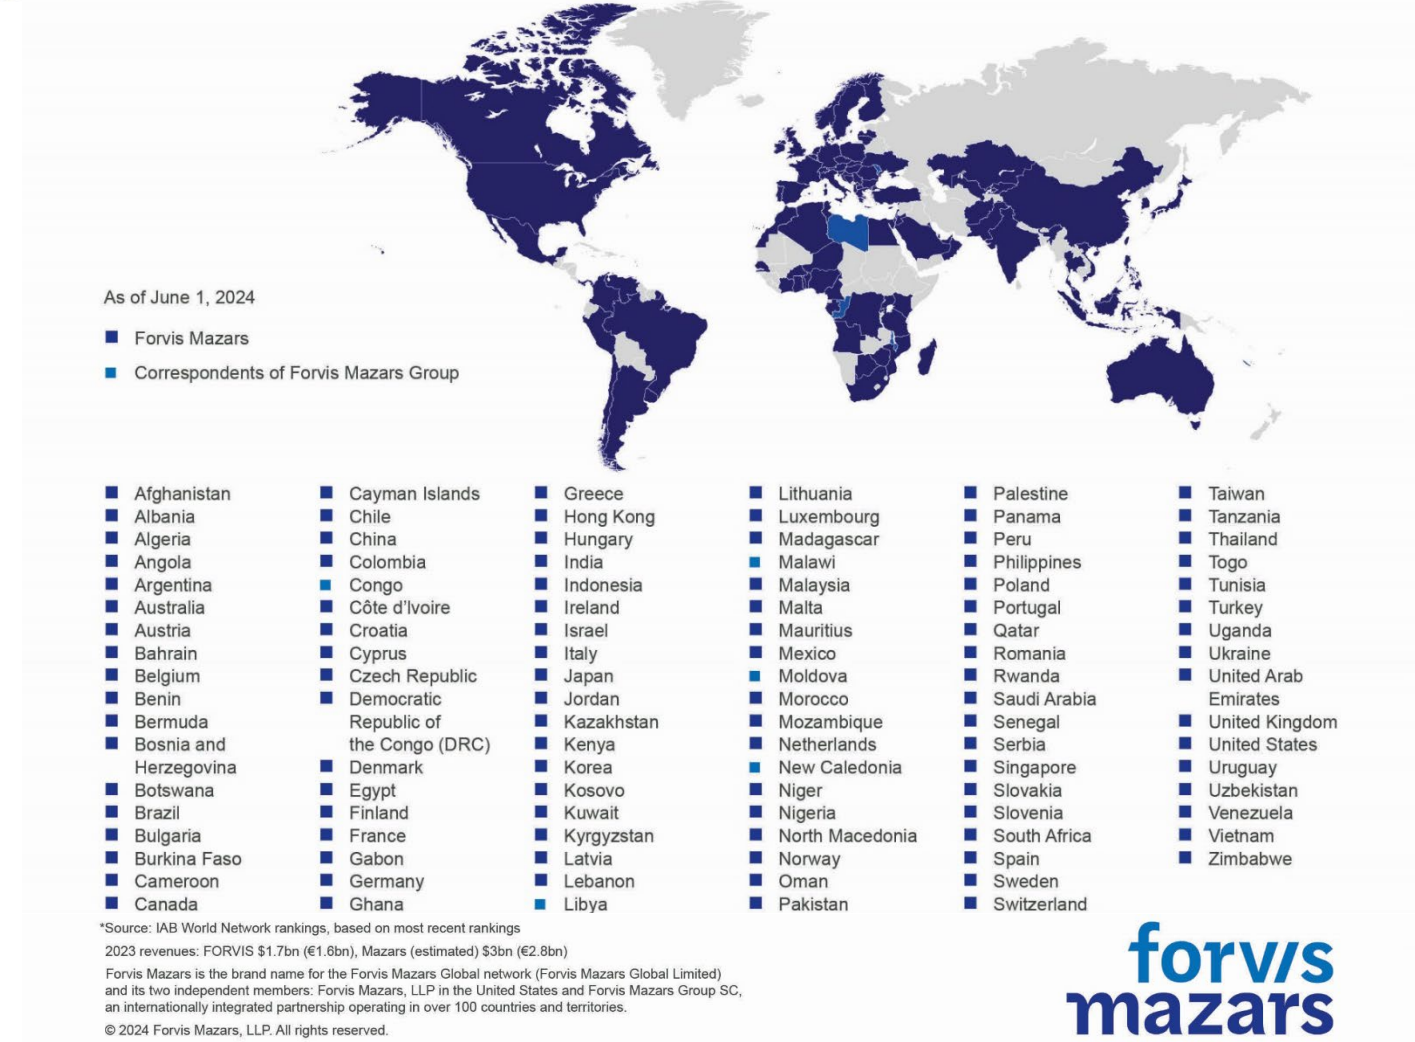 As of June 1, 2024
Forvis Mazars
Correspondents of Forvis Mazars Group
Afghanistan
Albania
Algeria
Angola
Argentina
Australia
Austria
Bahrain
Belgium
Benin
Bermuda
Bosnia and
Herzegovina
Botswana
Brazil
Bulgaria
Burkina Faso
Cameroon
Canada
Cayman Islands
Chile
China
Colombia
Congo
Côte d'Ivoire
Croatia
Cyprus
Czech Republic
Democratic
Republic of
the Congo (DRC)
Denmark
Egypt
Finland
France
Gabon
Germany
Ghana
Greece
Hong Kong
Hungary
India
Indonesia
Ireland
Israel
Italy
Japan
Jordan
Kazakhstan
Kenya
Korea
Kosovo
Kuwait
Kyrgyzstan
Latvia
Lebanon
Libya
Lithuania
Luxembourg
Madagascar
Malawi
Malaysia
Malta
Mauritius
Mexico
Moldova
Morocco
Mozambique
Netherlands
New Caledonia
Niger
Nigeria
North Macedonia
Norway
Oman
Pakistan
Palestine
Panama
Peru
Philippines
Poland
Portugal
Qatar
Romania
Rwanda
Saudi Arabia
Senegal
Serbia
Singapore
Slovakia
Slovenia
South Africa
Spain
Sweden
Switzerland
Taiwan
Tanzania
Thailand
Togo
Tunisia
Turkey
Uganda
Ukraine
United Arab
Emirates
United Kingdom
United States
Uruguay
Uzbekistan
Venezuela
Vietnam
Zimbabwe
*Source: IAB World Network rankings, based on most recent rankings
2023 revenues: FORVIS $1.7bn (€1.6bn), Mazars (estimated) $3bn (€2.8bn)
Forvis Mazars is the brand name for the Forvis Mazars Global network (Forvis Mazars Global Limited)
and its two independent members: Forvis Mazars, LLP in the United States and Forvis Mazars Group SC,
an internationally integrated partnership operating in over 100 countries and territories.
© 2024 Forvis Mazars, LLP. All rights reserved.
forvis
mazars